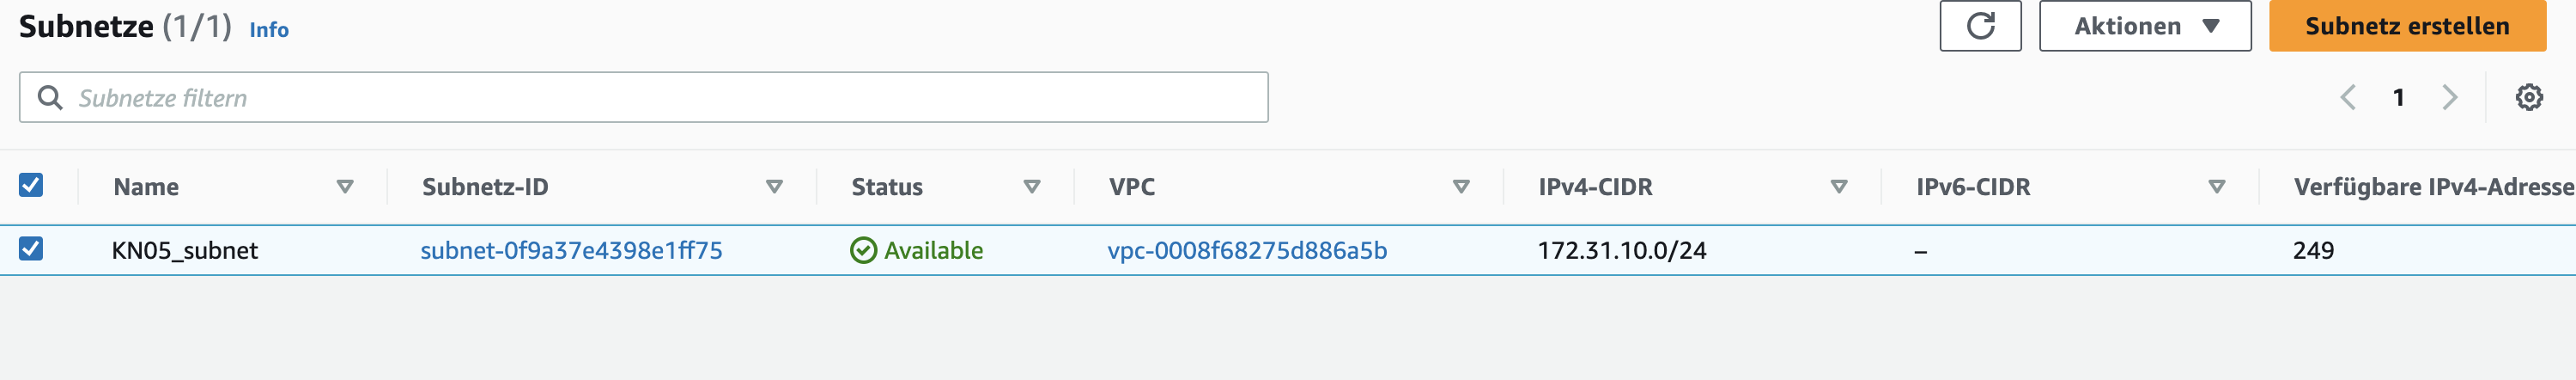 Subnetze (1/1) Info
Aktionen
Subnetz erstellen
Subnetze filtern
1
Name Subnetz-ID Status VPC IPv4-CIDR IPv6-CIDR Verfügbare IPv4-Adresse
KN05_subnet subnet-0f9a37e4398e1ff75 Available vpc-0008f68275d886a5b 172.31.10.0/24 – 249